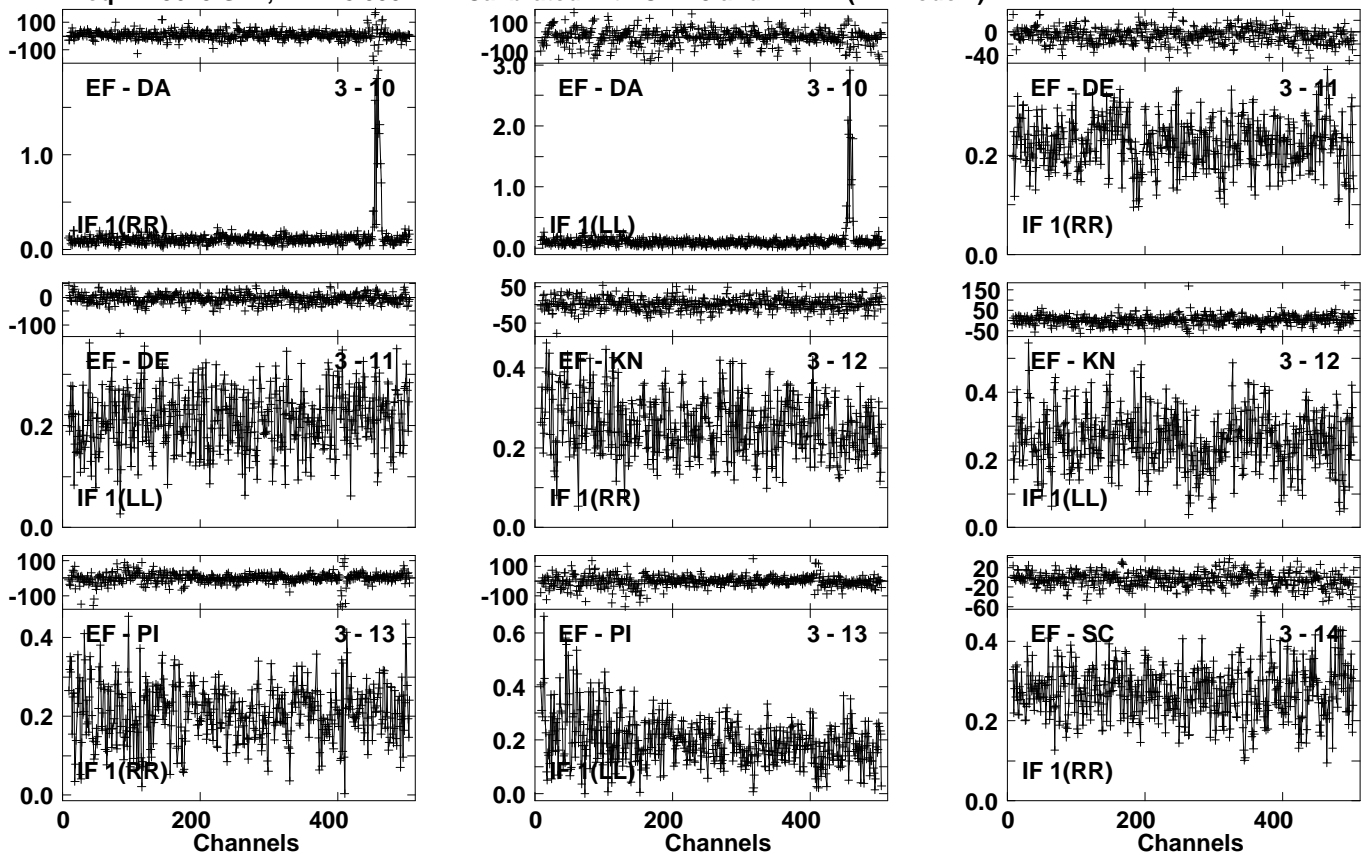 100
-100
EF - DA 3 - 10
1.0
0.0
IF 1(RR)
100
-100
3.0
2.0
1.0
0.0
EF - DA 3 - 10
IF 1(LL)
0
-40
0.2
0.0
EF - DE 3 - 11
IF 1(RR)
0
-100
0.2
0.0
EF - DE 3 - 11
IF 1(LL)
50
-50
0.4
0.2
0.0
EF - KN 3 - 12
IF 1(RR)
150
50
-50
0.4
0.2
0.0
EF - KN 3 - 12
IF 1(LL)
100
-100
0.4
0.2
0.0
EF - PI 3 - 13
IF 1(RR)
0 200 400
Channels
100
-100
0.6
0.4
0.2
0.0
EF - PI 3 - 13
IF 1(LL)
0 200 400
Channels
20
-20
-60
0.2
0.0
EF - SC 3 - 14
IF 1(RR)
0 200 400
Channels